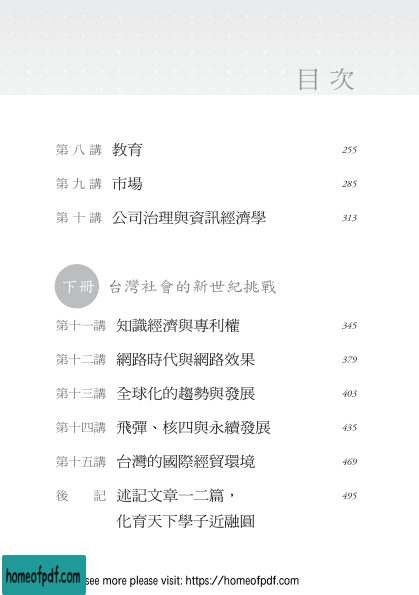 目次
第八講 教育 255
第九講 市場 285
第十講 公司治理與資訊經濟學 313
下冊 台灣社會的新世紀挑戰
第十一講 知識經濟與專利權 345
第十二講 網路時代與網路效果 379
第十三講 全球化的趨勢與發展 403
第十四講 飛彈、核四與永續發展 435
第十五講 台灣的國際經貿環境 469
後記 述記文章一二篇， 495
化育天下學子近融圓
homeofpdf.com see more please visit: https://homeofpdf.com